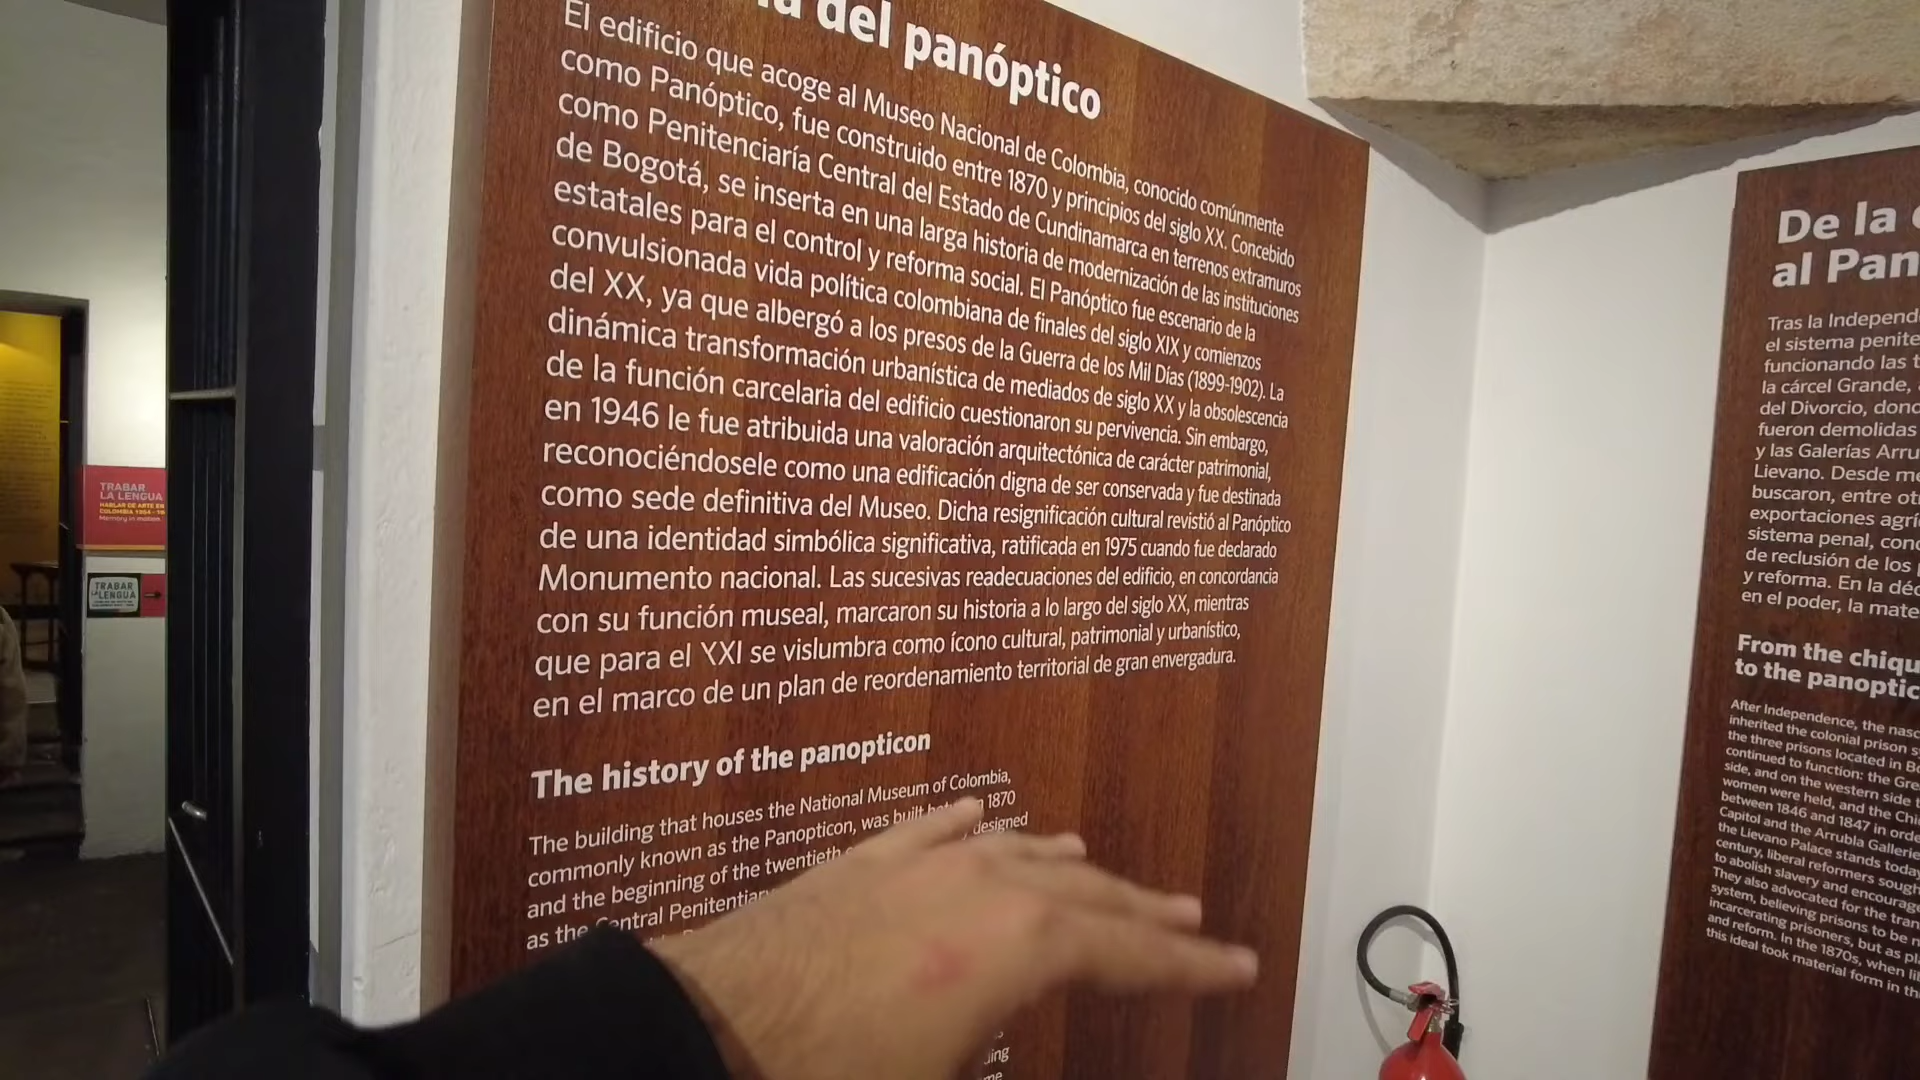 del panóptico
El edificio que acoge al Museo Nacional de Colombia, conocido comúnmente
como Panóptico, fue construido entre 1870 y principios del siglo XX. Concebido
como Penitenciaría Central del Estado de Cundinamarca en terrenos extramuros
de Bogotá, se inserta en una larga historia de modernización de las instituciones
estatales para el control y reforma social. El Panóptico fue escenario de la
convulsionada vida política colombiana de finales del siglo XIX y comienzos
del XX, ya que albergó a los presos de la Guerra de los Mil Días (1899-1902). La
dinámica transformación urbanística de mediados de siglo XX y la obsolescencia
de la función carcelaria del edificio cuestionaron su pervivencia. Sin embargo,
en 1946 le fue atribuida una valoración arquitectónica de carácter patrimonial,
reconociéndosele como una edificación digna de ser conservada y fue destinada
como sede definitiva del Museo. Dicha resignificación cultural revistió al Panóptico
de una identidad simbólica significativa, ratificada en 1975 cuando fue declarado
Monumento nacional. Las sucesivas readecuaciones del edificio, en concordancia
con su función museal, marcaron su historia a lo largo del siglo XX, mientras
que para el XXI se vislumbra como ícono cultural, patrimonial y urbanístico,
en el marco de un plan de reordenamiento territorial de gran envergadura.
The history of the panopticon
The building that houses the National Museum of Colombia,
commonly known as the Panopticon, was built 1870
and the beginning of the twentieth designed
as the Central Penitentiary
De la
al Pan
Tras la Independ
el sistema penite
funcionando las t
la cárcel Grande,
del Divorcio, dond
fueron demolidas
y las Galerías Arru
Lievano. Desde me
buscaron, entre otr
exportaciones agrí
sistema penal, conc
de reclusión de los
y reforma. En la déc
en el poder, la mate
From the chiqu
to the panoptic
After Independence, the nasc
inherited the colonial prison s
the three prisons located in Bo
continued to function: the Gre
side, and on the western side t
women were held, and the Chi
between 1846 and 1847 in orde
Capitol and the Arrubla Gallerie
the Lievano Palace stands today
century, liberal reformers sough
to abolish slavery and encourage
They also advocated for the tran
system, believing prisons to be n
incarcerating prisoners, but as pla
and reform. In the 1870s, when lib
this ideal took material form in th
TRABAR
LA LENGUA
HABLAR DE ARTE EN
COLOMBIA
Memory in motion
TRABAR
LA LENGUA